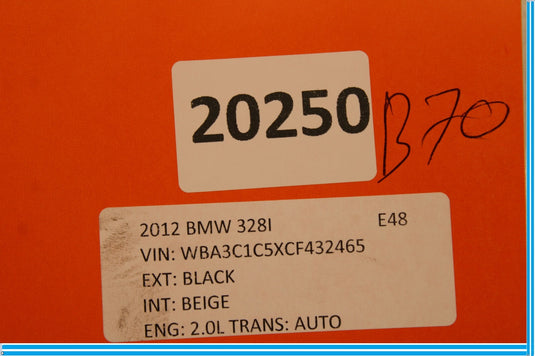 20250
B70
2012 BMW 328I E48
VIN: WBA3C1C5XCF432465
EXT: BLACK
INT: BEIGE
ENG: 2.0L TRANS: AUTO